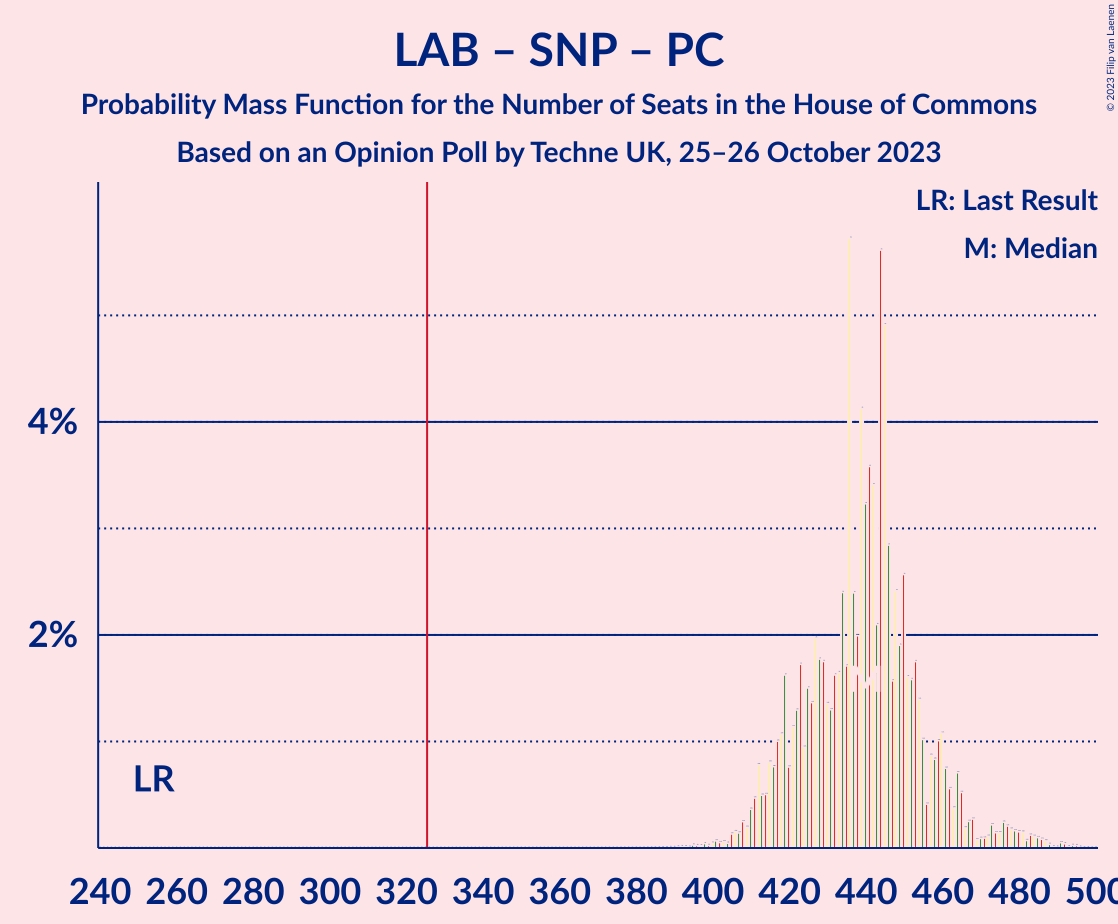 LAB – SNP – PC
Probability Mass Function for the Number of Seats in the House of Commons
Based on an Opinion Poll by Techne UK, 25–26 October 2023
© 2023 Filip van Laenen
LR: Last Result
M: Median
4%
2%
LR
240 260 280 300 320 340 360 380 400 420 440 460 480 500